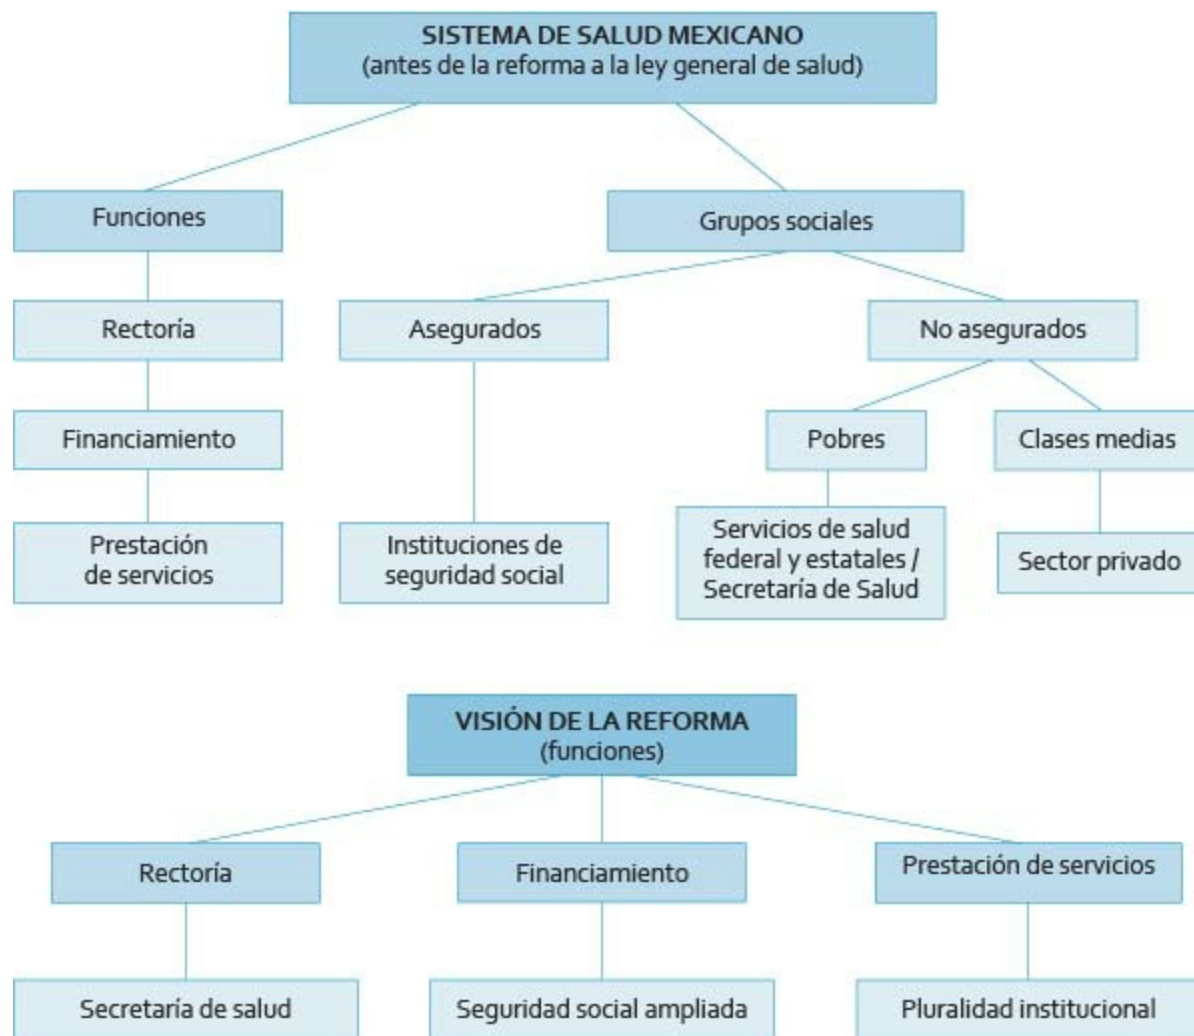 SISTEMA DE SALUD MEXICANO
(antes de la reforma a la ley general de salud)
Funciones
Grupos sociales
Rectoría
Asegurados
No asegurados
Financiamiento
Pobres
Clases medias
Prestación
de servicios
Instituciones de
seguridad social
Servicios de salud
federal y estatales /
Secretaría de Salud
Sector privado
VISIÓN DE LA REFORMA
(funciones)
Rectoría
Financiamiento
Prestación de servicios
Secretaría de salud
Seguridad social ampliada
Pluralidad institucional